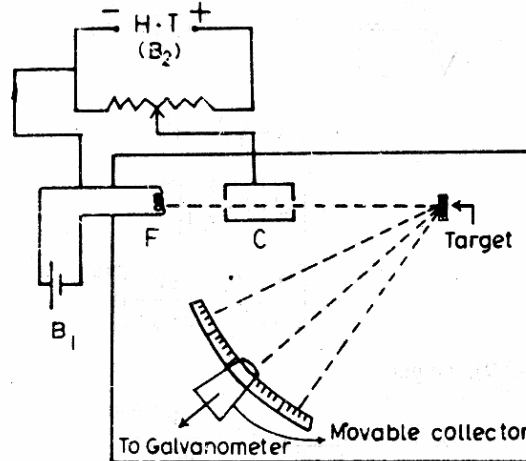 − H·T +
(B₂)
F
C
Target
B₁
To Galvanometer
Movable collector